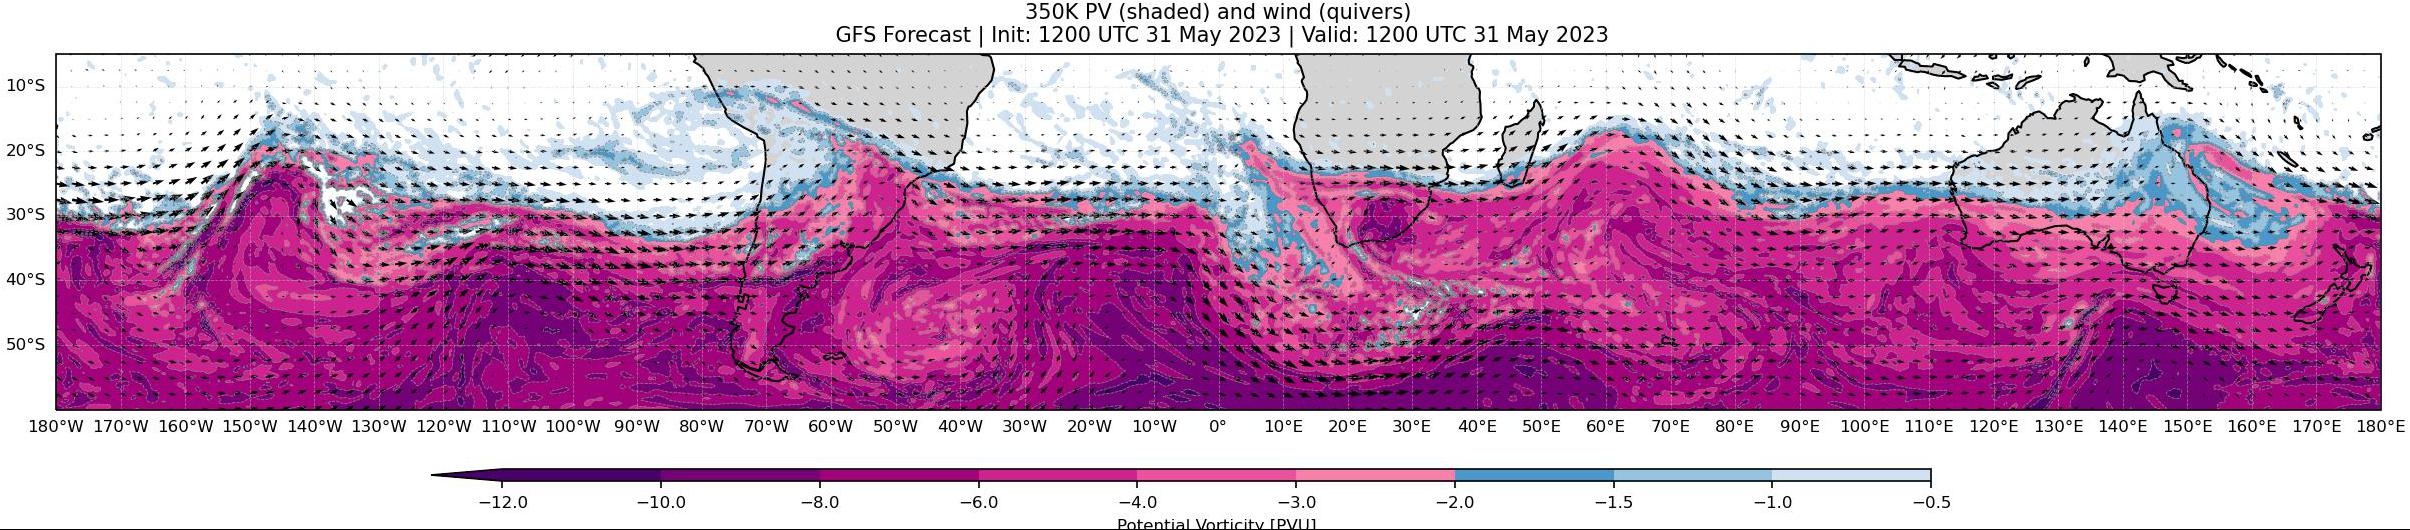 350K PV (shaded) and wind (quivers)
GFS Forecast | Init: 1200 UTC 31 May 2023 | Valid: 1200 UTC 31 May 2023
10°S
20°S
30°S
40°S
50°S
180°W 170°W 160°W 150°W 140°W 130°W 120°W 110°W 100°W 90°W 80°W 70°W 60°W 50°W 40°W 30°W 20°W 10°W 0° 10°E 20°E 30°E 40°E 50°E 60°E 70°E 80°E 90°E 100°E 110°E 120°E 130°E 140°E 150°E 160°E 170°E 180°E
−12.0 −10.0 −8.0 −6.0 −4.0 −3.0 −2.0 −1.5 −1.0 −0.5
Potential Vorticity [PVU]